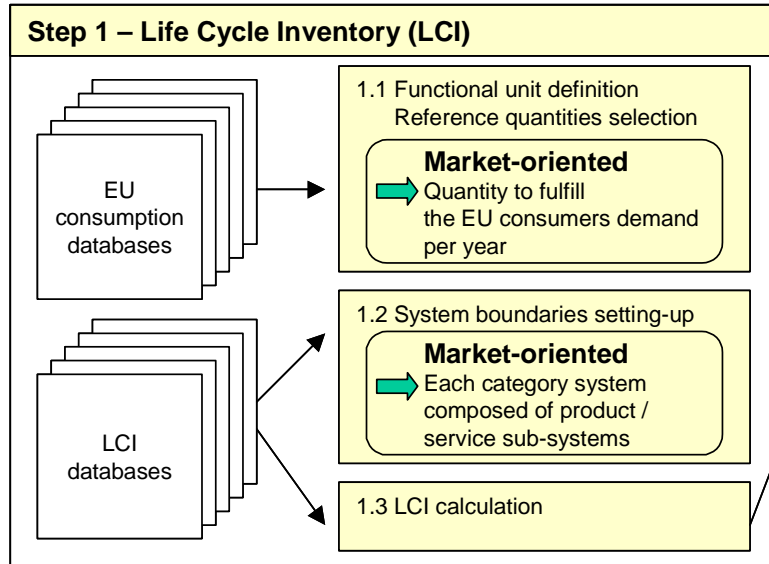 Step 1 – Life Cycle Inventory (LCI)
EU
consumption
databases
1.1 Functional unit definition
Reference quantities selection
Market-oriented
Quantity to fulfill
the EU consumers demand
per year
LCI
databases
1.2 System boundaries setting-up
Market-oriented
Each category system
composed of product /
service sub-systems
1.3 LCI calculation